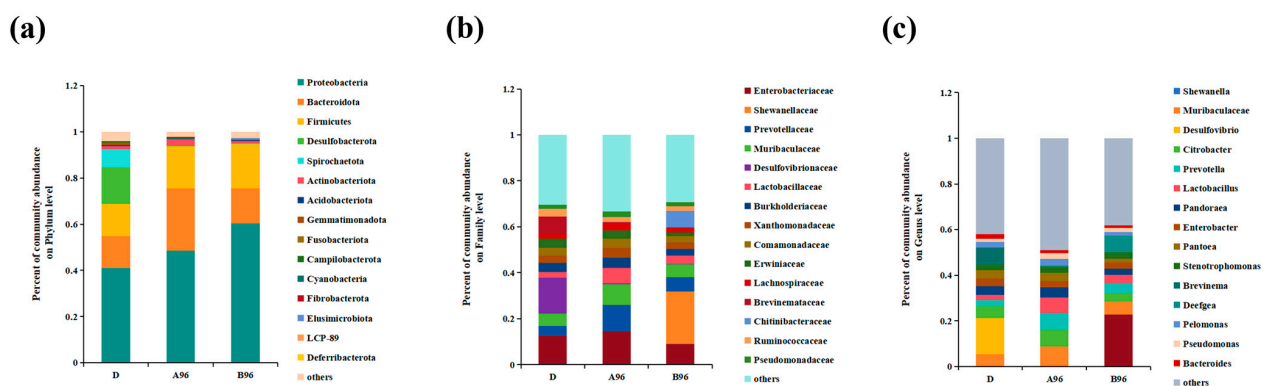 (a)
Percent of community abundance
on Phylum level
1.2
1
0.8
0.6
0.4
0.2
0
D
A96
B96
Proteobacteria
Bacteroidota
Firmicutes
Desulfobacterota
Spirochaetota
Actinobacteriota
Acidobacteriota
Gemmatimonadota
Fusobacteriota
Campilobacterota
Cyanobacteria
Fibrobacterota
Elusimicrobiota
LCP-89
Deferribacterota
others
(b)
Percent of community abundance
on Family level
1.2
1
0.8
0.6
0.4
0.2
0
D
A96
B96
Enterobacteriaceae
Shewanellaceae
Prevotellaceae
Muribaculaceae
Desulfovibrionaceae
Lactobacillaceae
Burkholderiaceae
Xanthomonadaceae
Comamonadaceae
Erwiniaceae
Lachnospiraceae
Brevinemataceae
Chitinibacteraceae
Ruminococcaceae
Pseudomonadaceae
others
(c)
Percent of community abundance
on Genus level
1.2
1
0.8
0.6
0.4
0.2
0
D
A96
B96
Shewanella
Muribaculaceae
Desulfovibrio
Citrobacter
Prevotella
Lactobacillus
Pandoraea
Enterobacter
Pantoea
Stenotrophomonas
Brevinema
Deefgea
Pelomonas
Pseudomonas
Bacteroides
others